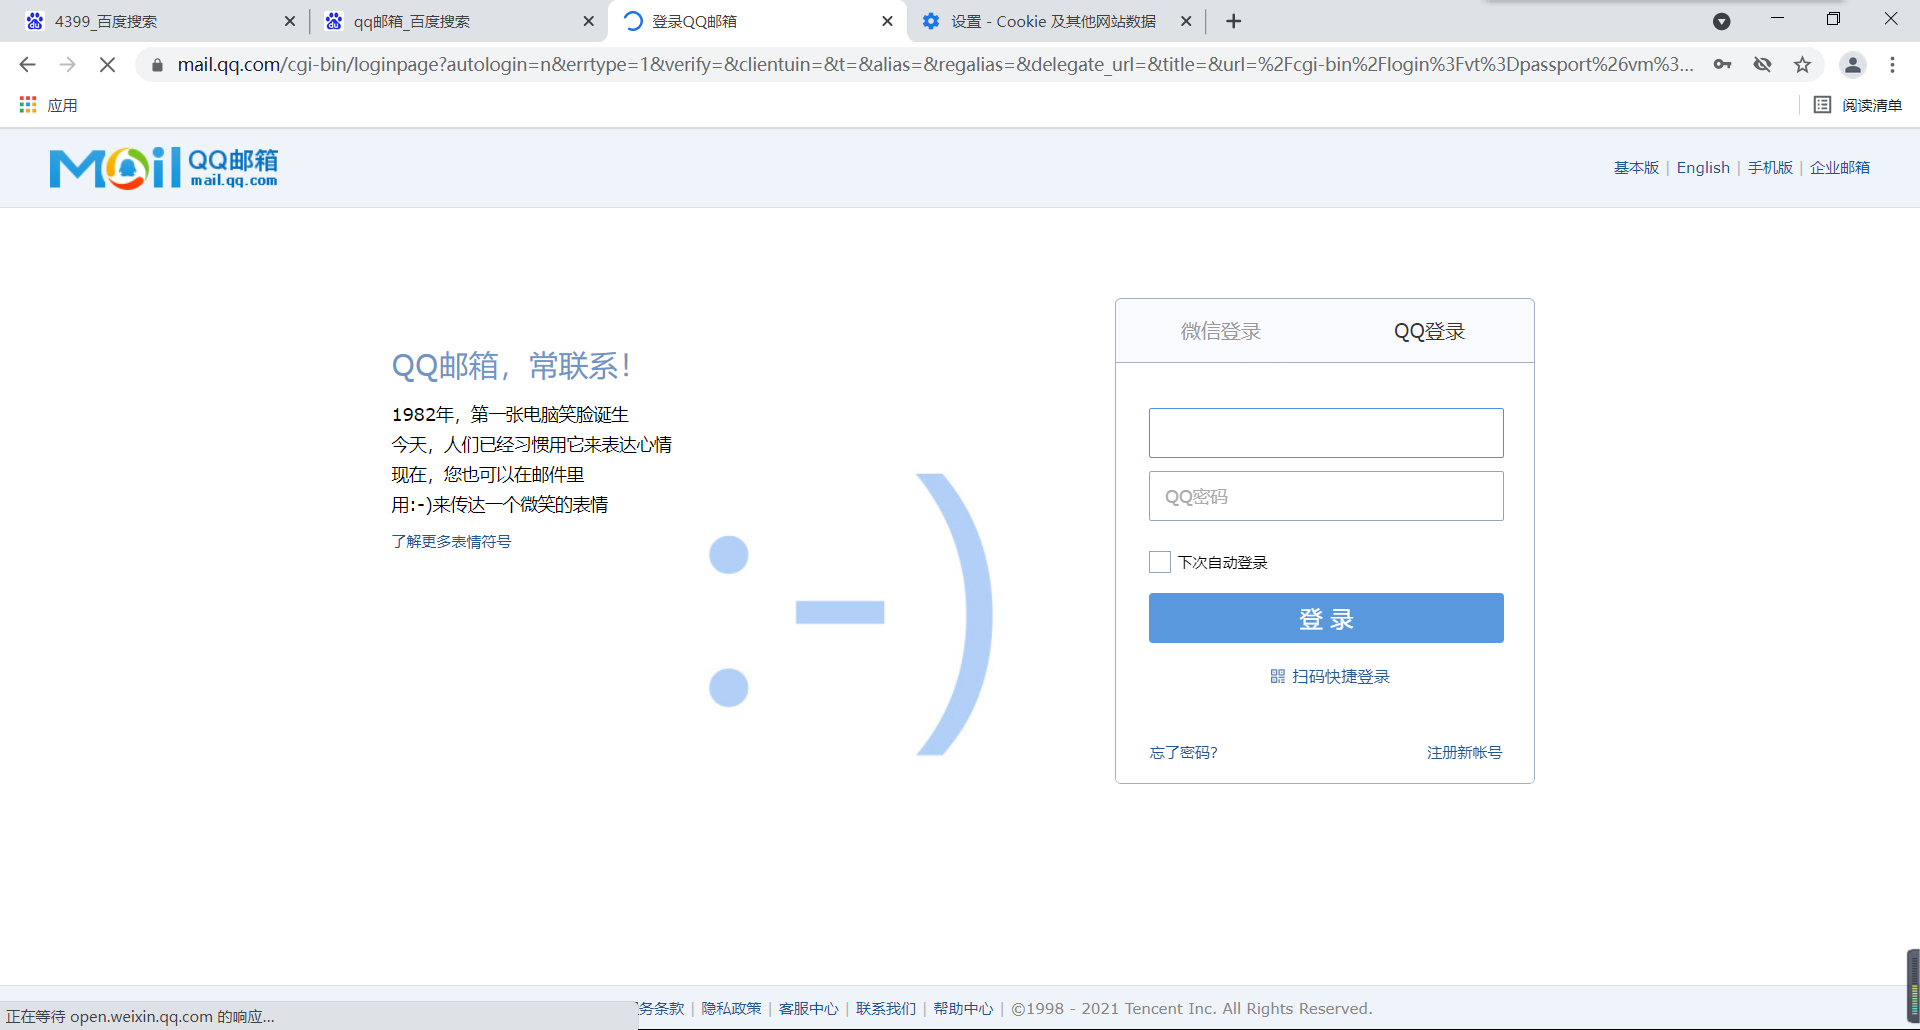 4399_百度搜索
qq邮箱_百度搜索
登录QQ邮箱
设置 - Cookie 及其他网站数据
mail.qq.com/cgi-bin/loginpage?autologin=n&errtype=1&verify=&clientuin=&t=&alias=&regalias=&delegate_url=&title=&url=%2Fcgi-bin%2Flogin%3Fvt%3Dpassport%26vm%3...
应用
阅读清单
Mail QQ邮箱
mail.qq.com
基本版 | English | 手机版 | 企业邮箱
微信登录
QQ登录
QQ邮箱，常联系！
1982年，第一张电脑笑脸诞生
今天，人们已经习惯用它来表达心情
现在，您也可以在邮件里
用:-)来传达一个微笑的表情
了解更多表情符号
:-)
QQ密码
下次自动登录
登 录
扫码快捷登录
忘了密码?
注册新帐号
务条款 | 隐私政策 | 客服中心 | 联系我们 | 帮助中心 | ©1998 - 2021 Tencent Inc. All Rights Reserved.
正在等待 open.weixin.qq.com 的响应...